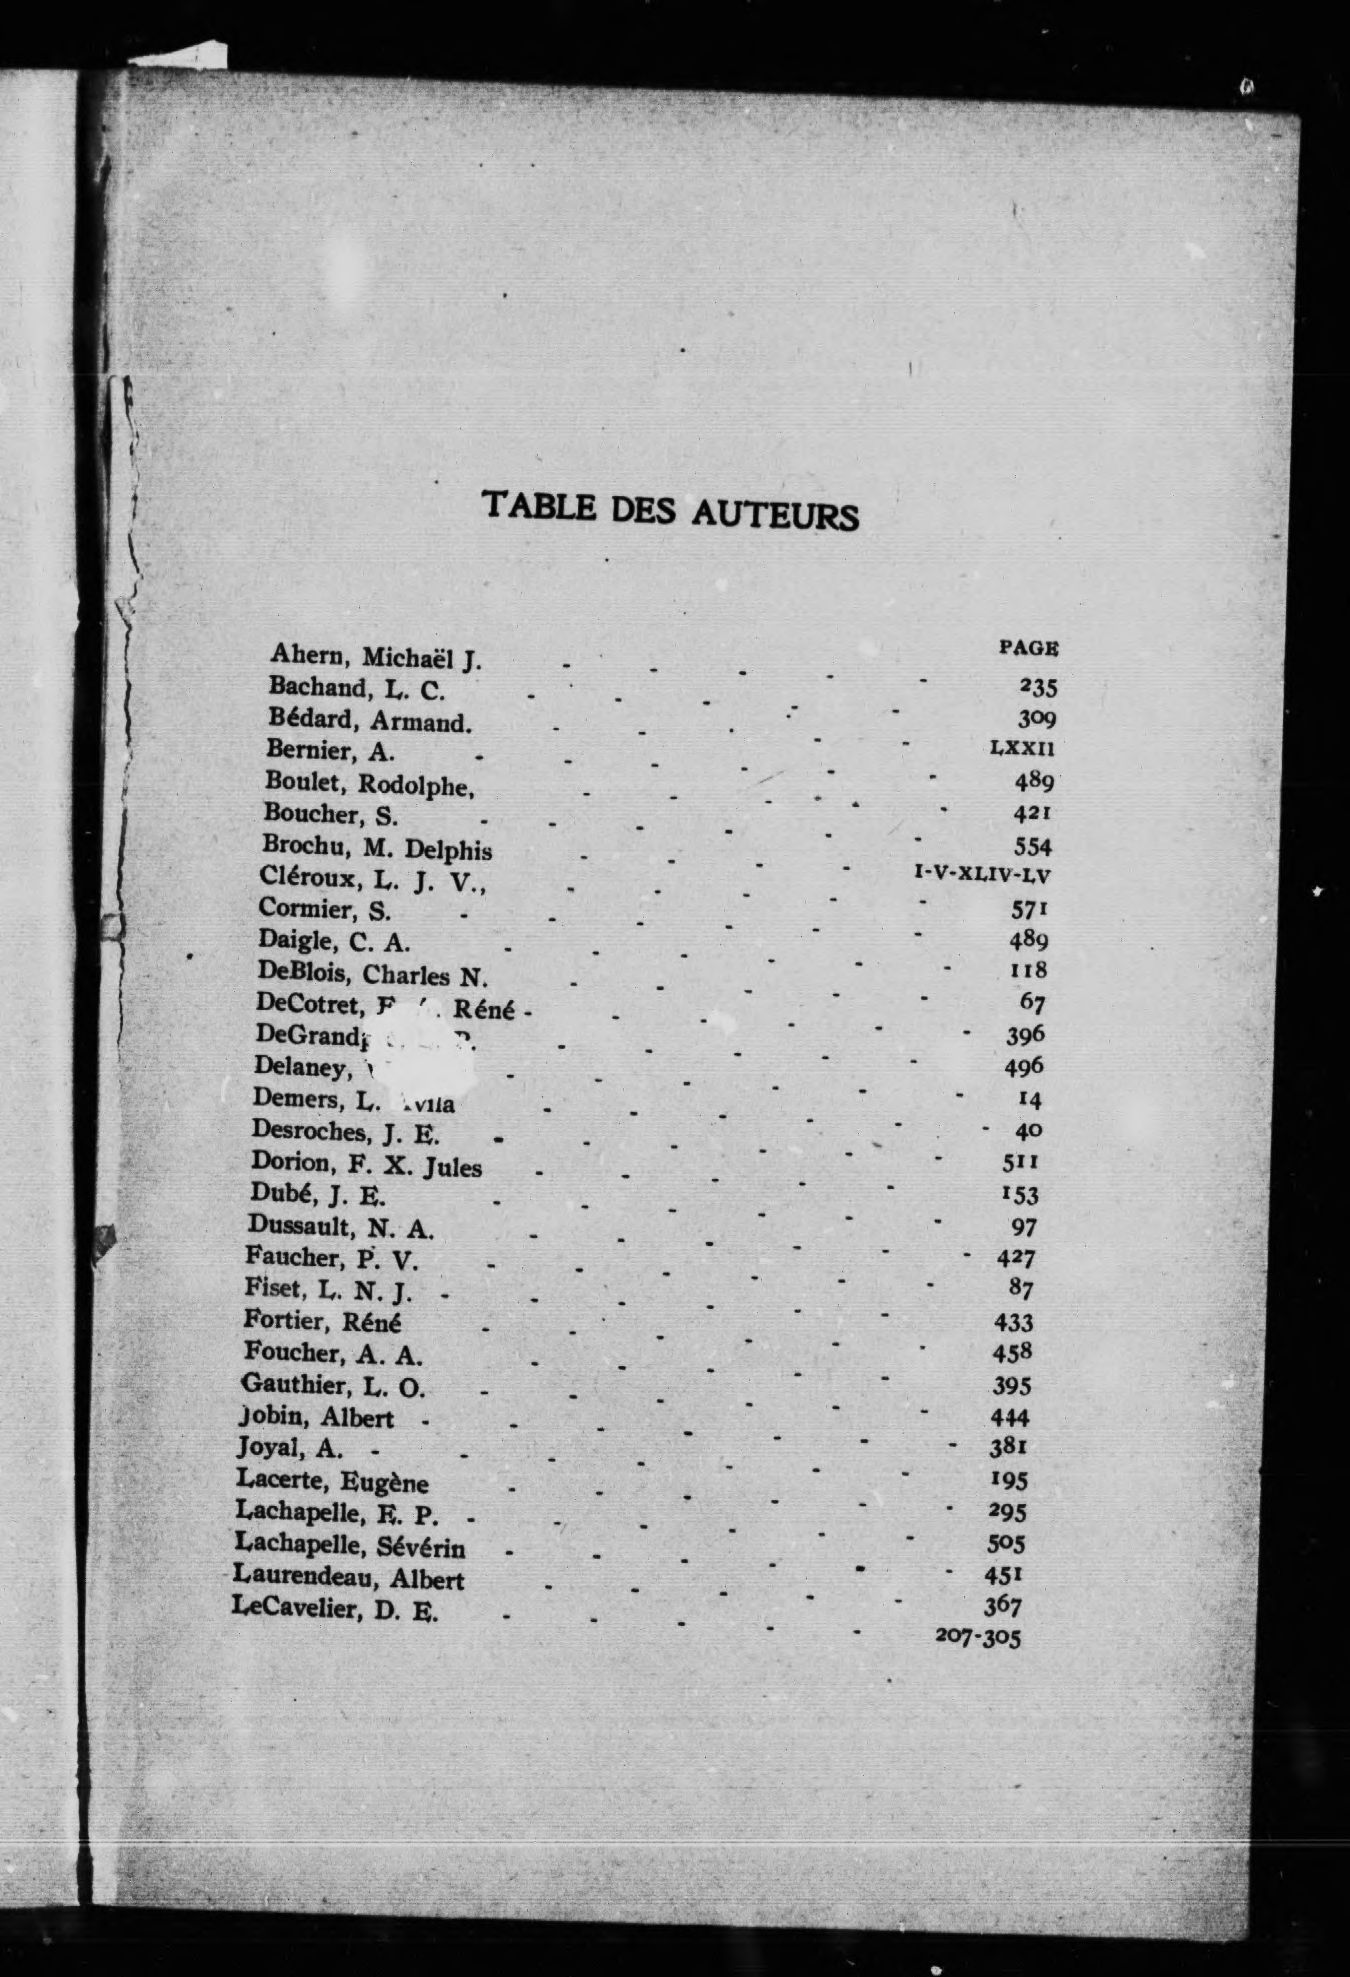 TABLE DES AUTEURS
PAGE
Ahern, Michaël J. - - - - - 235
Bachand, L. C. - - - - - 309
Bédard, Armand. - - - - - LXXII
Bernier, A. - - - - - - 489
Boulet, Rodolphe, - - - - - 421
Boucher, S. - - - - - - 554
Brochu, M. Delphis - - - - I-V-XLIV-LV
Cléroux, L. J. V., - - - - - 571
Cormier, S. - - - - - - 489
Daigle, C. A. - - - - - - 118
DeBlois, Charles N. - - - - - 67
DeCotret, Réné - - - - - - 396
- - - - - 496
Delaney, - - - - - - 14
Demers, L. - - - - - - 40
Desroches, J. E. - - - - - - 511
Dorion, F. X. Jules - - - - - 153
Dubé, J. E. - - - - - - 97
Dussault, N. A. - - - - - - 427
Faucher, P. V. - - - - - - 87
Fiset, L. N. J. - - - - - - 433
Fortier, Réné - - - - - - 458
Foucher, A. A. - - - - - 395
Gauthier, L. O. - - - - - - 444
Jobin, Albert - - - - - - - 381
Joyal, A. - - - - - - - 195
Lacerte, Eugène - - - - - - 295
Lachapelle, E. P. - - - - - - 505
Lachapelle, Sévérin - - - - - - 451
Laurendeau, Albert - - - - - 367
LeCavelier, D. E. - - - - - 207-305